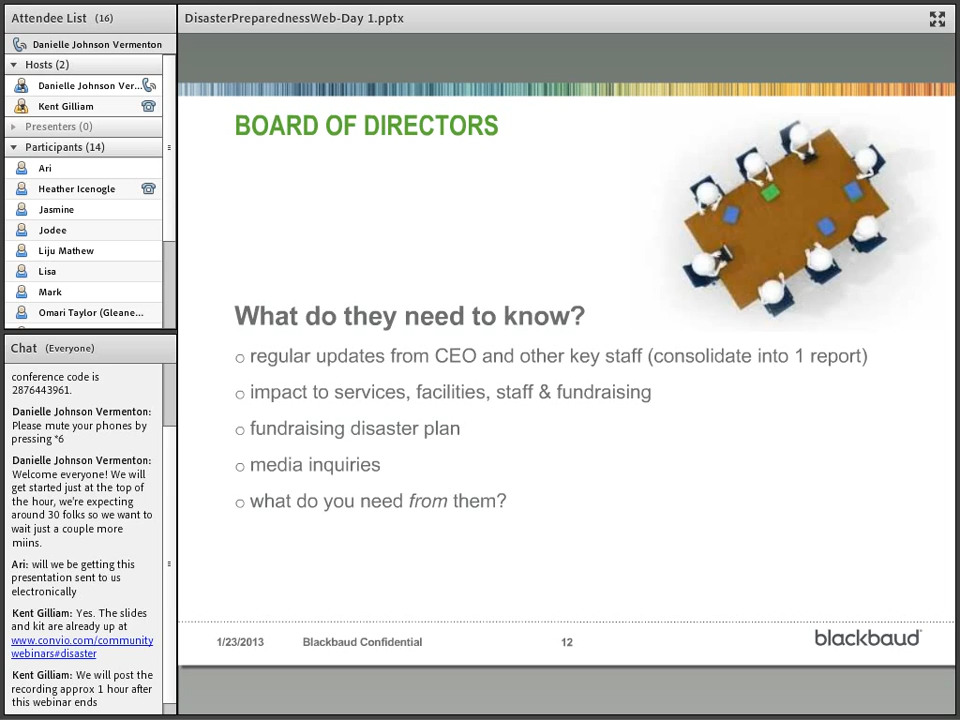 Attendee List (16)
Danielle Johnson Vermenton
Hosts (2)
Danielle Johnson Ver...
Kent Gilliam
Presenters (0)
Participants (14)
Ari
Heather Icenogle
Jasmine
Jodee
Liju Mathew
Lisa
Mark
Omari Taylor (Gleane...
Chat (Everyone)
conference code is
2876443961.
Danielle Johnson Vermenton:
Please mute your phones by
pressing *6
Danielle Johnson Vermenton:
Welcome everyone! We will
get started just at the top of
the hour, we're expecting
around 30 folks so we want to
wait just a couple more
miins.
Ari: will we be getting this
presentation sent to us
electronically
Kent Gilliam: Yes. The slides
and kit are already up at
www.convio.com/community
webinars#disaster
Kent Gilliam: We will post the
recording approx 1 hour after
this webinar ends
DisasterPreparednessWeb-Day 1.pptx
BOARD OF DIRECTORS
What do they need to know?
o regular updates from CEO and other key staff (consolidate into 1 report)
o impact to services, facilities, staff & fundraising
o fundraising disaster plan
o media inquiries
o what do you need from them?
1/23/2013 Blackbaud Confidential 12
blackbaud